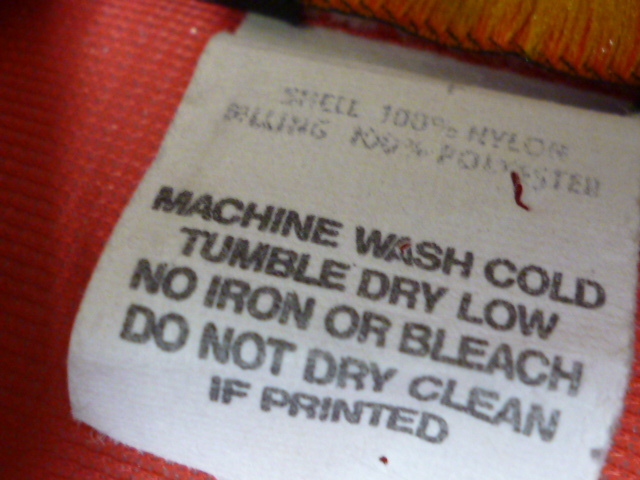 SHELL 100% NYLON
FILLING 100% POLYESTER
MACHINE WASH COLD
TUMBLE DRY LOW
NO IRON OR BLEACH
DO NOT DRY CLEAN
IF PRINTED